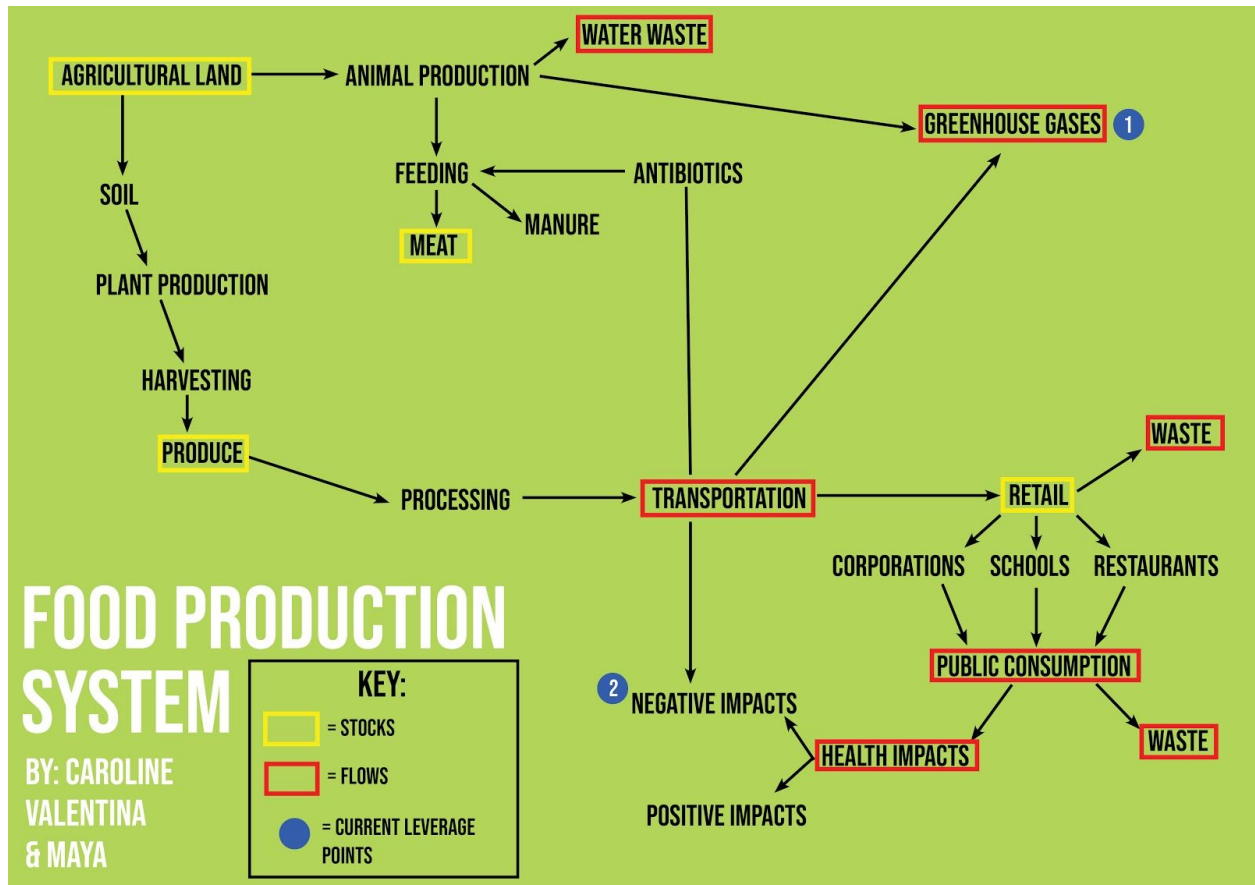 WATER WASTE
AGRICULTURAL LAND
ANIMAL PRODUCTION
GREENHOUSE GASES
1
FEEDING
ANTIBIOTICS
SOIL
MANURE
MEAT
PLANT PRODUCTION
HARVESTING
PRODUCE
WASTE
PROCESSING
TRANSPORTATION
RETAIL
CORPORATIONS
SCHOOLS
RESTAURANTS
PUBLIC CONSUMPTION
2
NEGATIVE IMPACTS
HEALTH IMPACTS
WASTE
POSITIVE IMPACTS
FOOD PRODUCTION
SYSTEM
BY: CAROLINE
VALENTINA
& MAYA
KEY:
= STOCKS
= FLOWS
= CURRENT LEVERAGE
POINTS